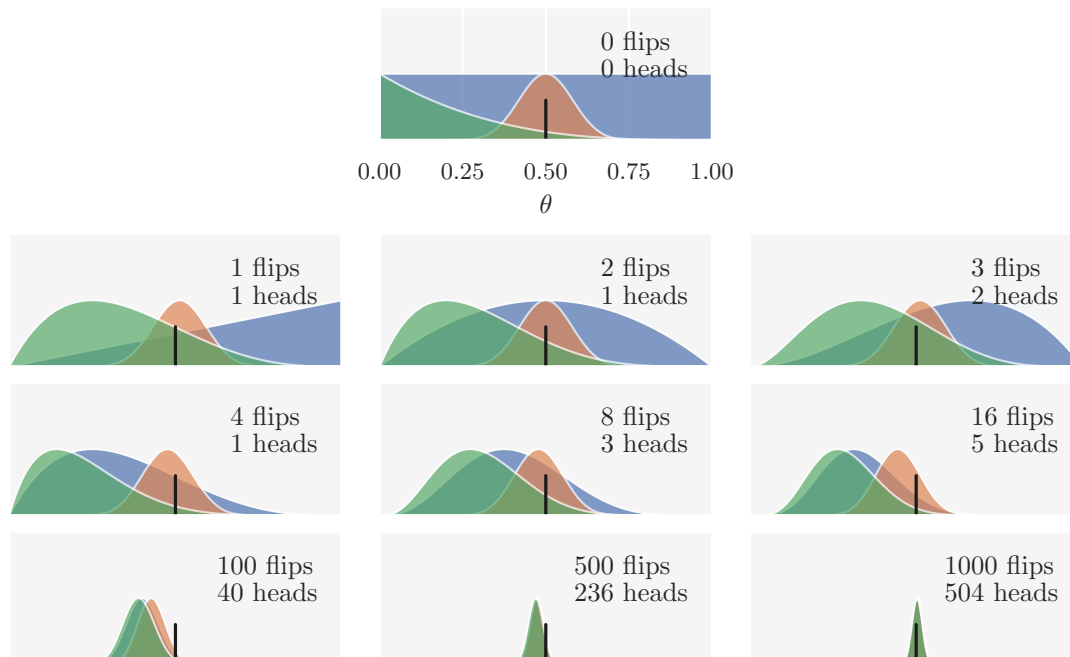 0 flips
0 heads
0.00 0.25 0.50 0.75 1.00
θ
1 flips
1 heads
2 flips
1 heads
3 flips
2 heads
4 flips
1 heads
8 flips
3 heads
16 flips
5 heads
100 flips
40 heads
500 flips
236 heads
1000 flips
504 heads